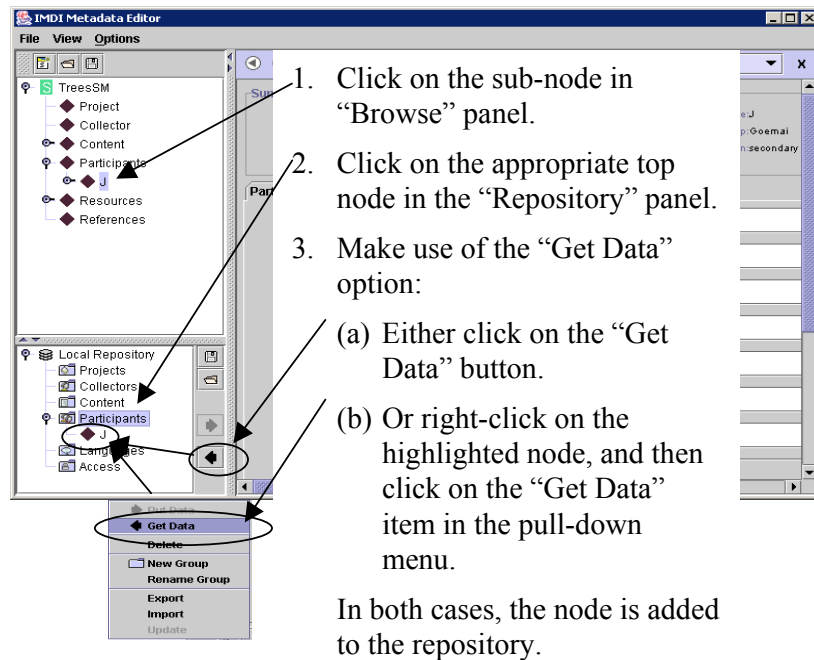 IMDI Metadata Editor
File View Options
S TreesSM
Project
Collector
Content
Participants
J
Resources
References
Local Repository
Projects
Collectors
Content
Participants
J
Languages
Access
x
e:J
p:Goemai
n:secondary
1. Click on the sub-node in
“Browse” panel.
2. Click on the appropriate top
node in the “Repository” panel.
3. Make use of the “Get Data”
option:
(a) Either click on the “Get
Data” button.
(b) Or right-click on the
highlighted node, and then
click on the “Get Data”
item in the pull-down
menu.
In both cases, the node is added
to the repository.
Put Data
Get Data
Delete
New Group
Rename Group
Export
Import
Update